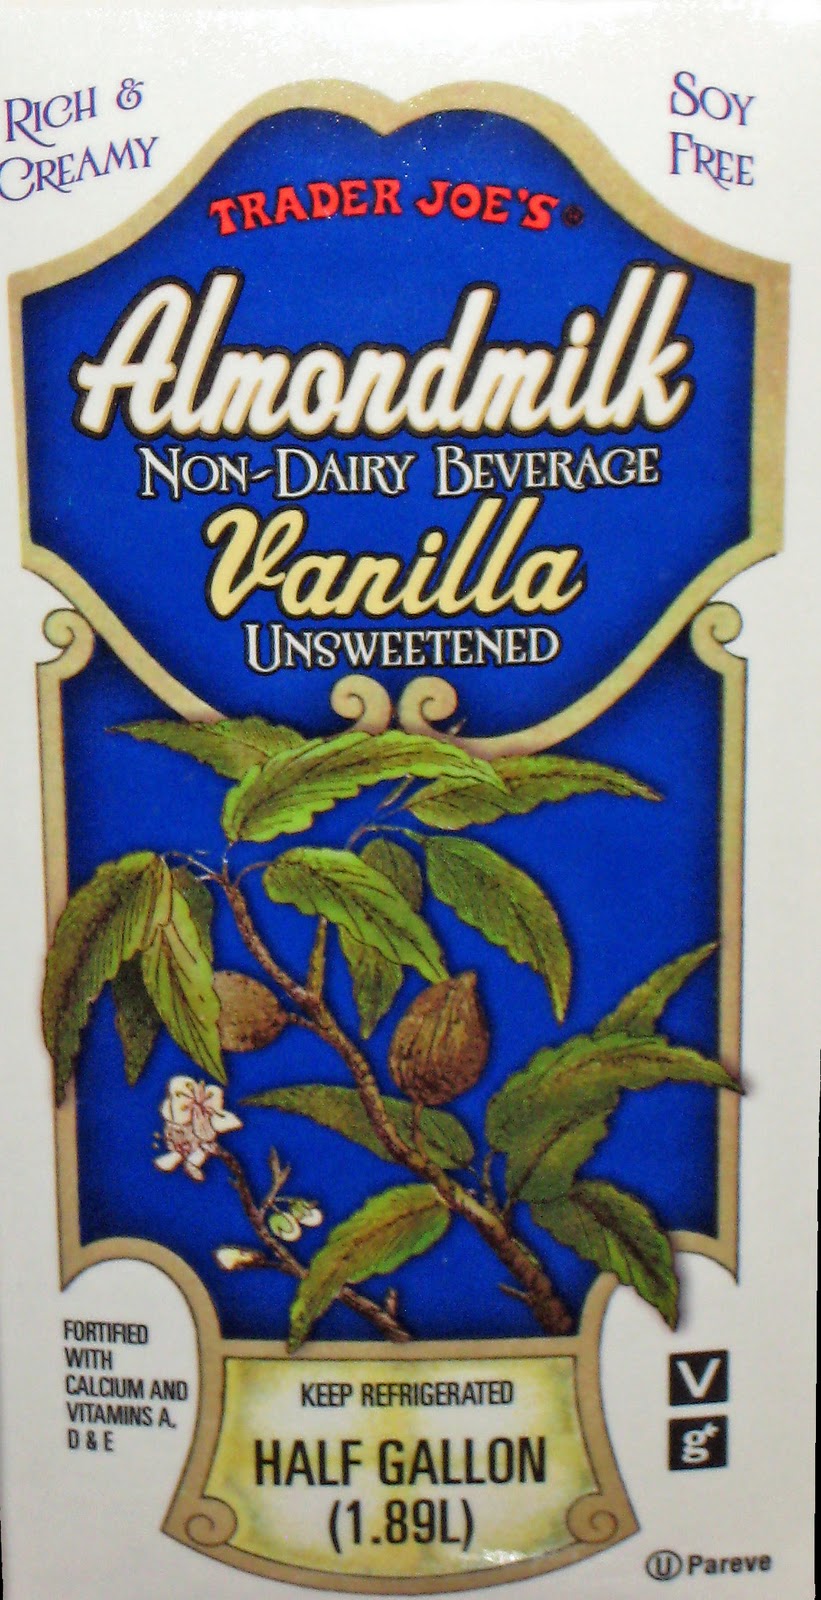 RICH &
CREAMY
SOY
FREE
TRADER JOE'S®
Almondmilk
NON-DAIRY BEVERAGE
Vanilla
UNSWEETENED
FORTIFIED
WITH
CALCIUM AND
VITAMINS A,
D & E
KEEP REFRIGERATED
HALF GALLON
(1.89L)
V
g+
U Pareve